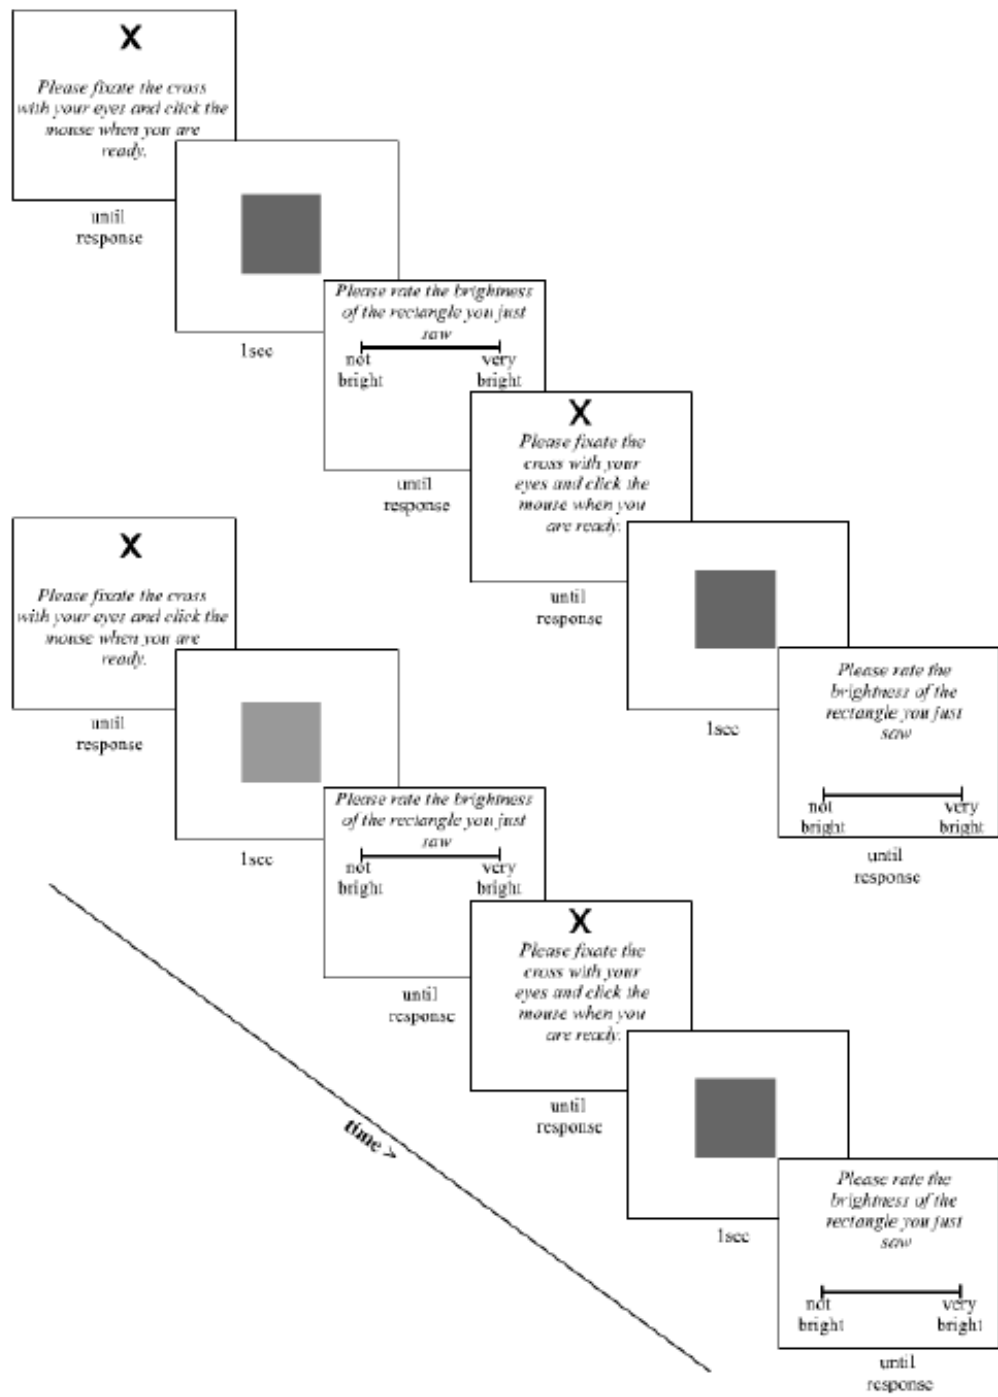 X
Please fixate the cross
with your eyes and click the
mouse when you are
ready.
until
response
1sec
Please rate the brightness
of the rectangle you just
saw
not very
bright bright
until
response
X
Please fixate the
cross with your
eyes and click the
mouse when you
are ready.
until
response
1sec
Please rate the
brightness of the
rectangle you just
saw
not very
bright bright
until
response
X
Please fixate the cross
with your eyes and click the
mouse when you are
ready.
until
response
1sec
Please rate the brightness
of the rectangle you just
saw
not very
bright bright
until
response
X
Please fixate the
cross with your
eyes and click the
mouse when you
are ready.
until
response
1sec
Please rate the
brightness of the
rectangle you just
saw
not very
bright bright
until
response
time >